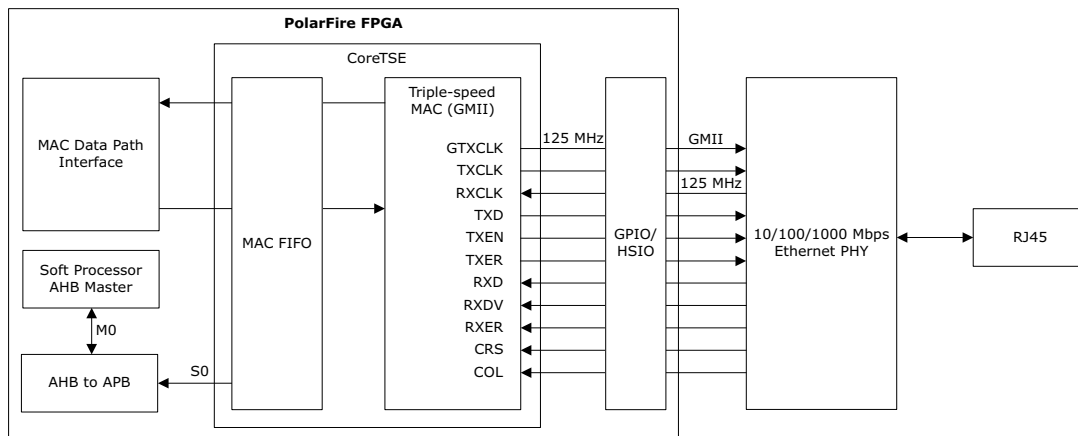 PolarFire FPGA
CoreTSE
MAC Data Path
Interface
Soft Processor
AHB Master
M0
AHB to APB
S0
MAC FIFO
Triple-speed
MAC (GMII)
GTXCLK
TXCLK
RXCLK
TXD
TXEN
TXER
RXD
RXDV
RXER
CRS
COL
125 MHz
GPIO/
HSIO
GMII
125 MHz
10/100/1000 Mbps
Ethernet PHY
RJ45